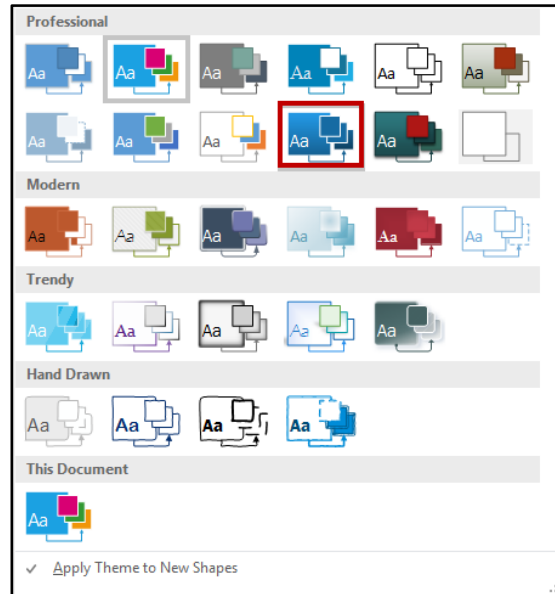 Professional
Aa Aa Aa Aa Aa Aa
Aa Aa Aa Aa Aa
Modern
Aa Aa Aa Aa Aa Aa
Trendy
Aa Aa Aa Aa Aa
Hand Drawn
Aa Aa Aa Aa
This Document
Aa
Apply Theme to New Shapes